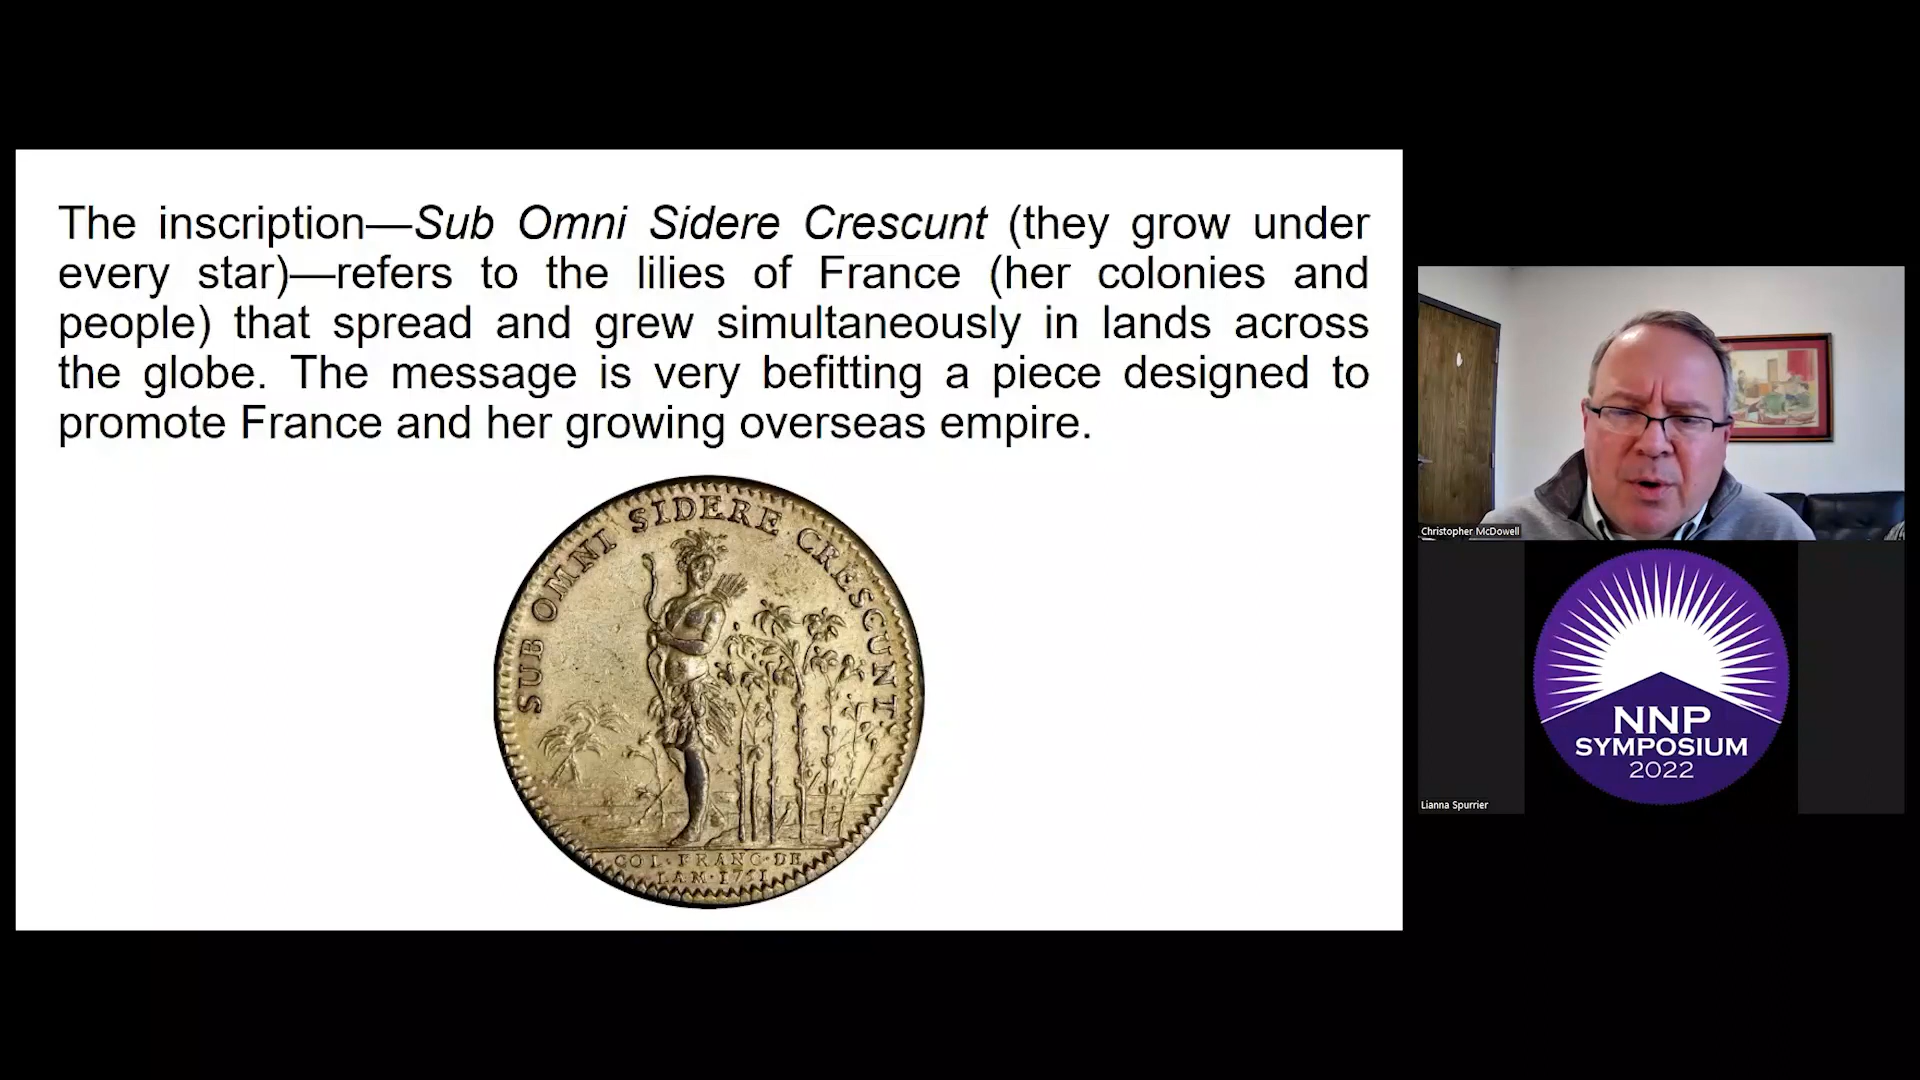 The inscription—Sub Omni Sidere Crescunt (they grow under
every star)—refers to the lilies of France (her colonies and
people) that spread and grew simultaneously in lands across
the globe. The message is very befitting a piece designed to
promote France and her growing overseas empire.
SUB OMNI SIDERE CRESCUNT.
COL·FRANC·DE
LAM·1751
Christopher McDowell
NNP
SYMPOSIUM
2022
Lianna Spurrier